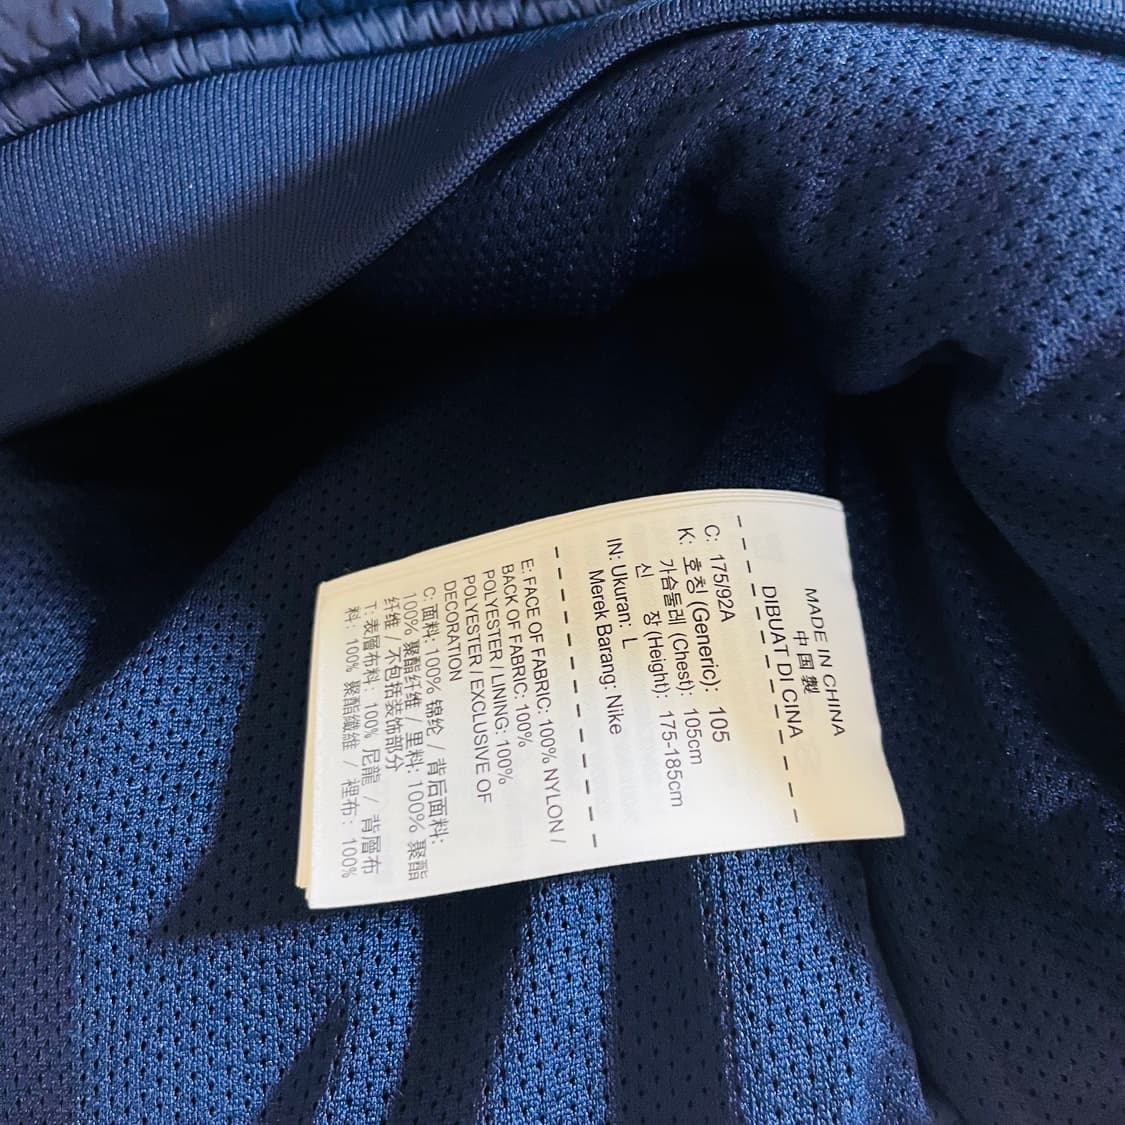 MADE IN CHINA
中 国 製
DIBUAT DI CINA
C: 175/92A
K: 호칭 (Generic): 105
가슴둘레 (Chest): 105cm
신 장(Height): 175-185cm
IN: Ukuran: L
Merek Barang: Nike
E: FACE OF FABRIC: 100% NYLON /
BACK OF FABRIC: 100%
POLYESTER / LINING: 100%
POLYESTER / EXCLUSIVE OF
DECORATION
C: 面料: 100% 锦纶 / 背后面料:
100% 聚酯纤维 / 里料: 100% 聚酯
纤维 / 不包括装饰部分
T: 表層布料: 100% 尼龍 / 背層布
料: 100% 聚酯纖維 / 裡布: 100%